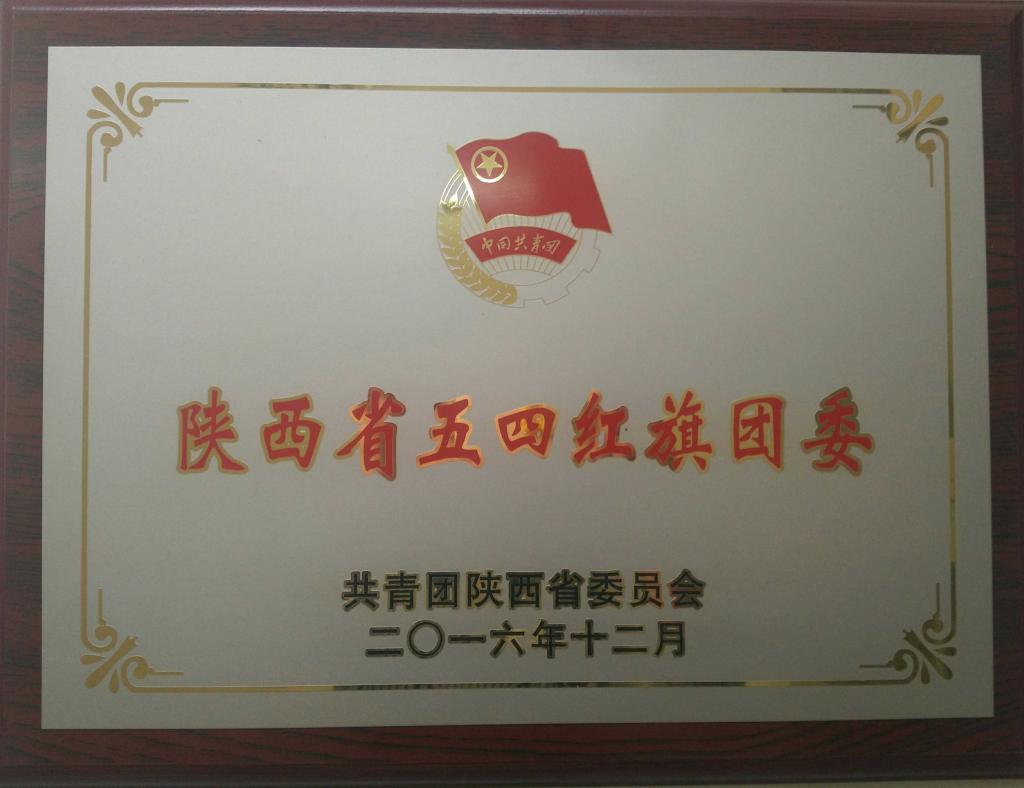 中国共青团
陕西省五四红旗团委
共青团陕西省委员会
二〇一六年十二月